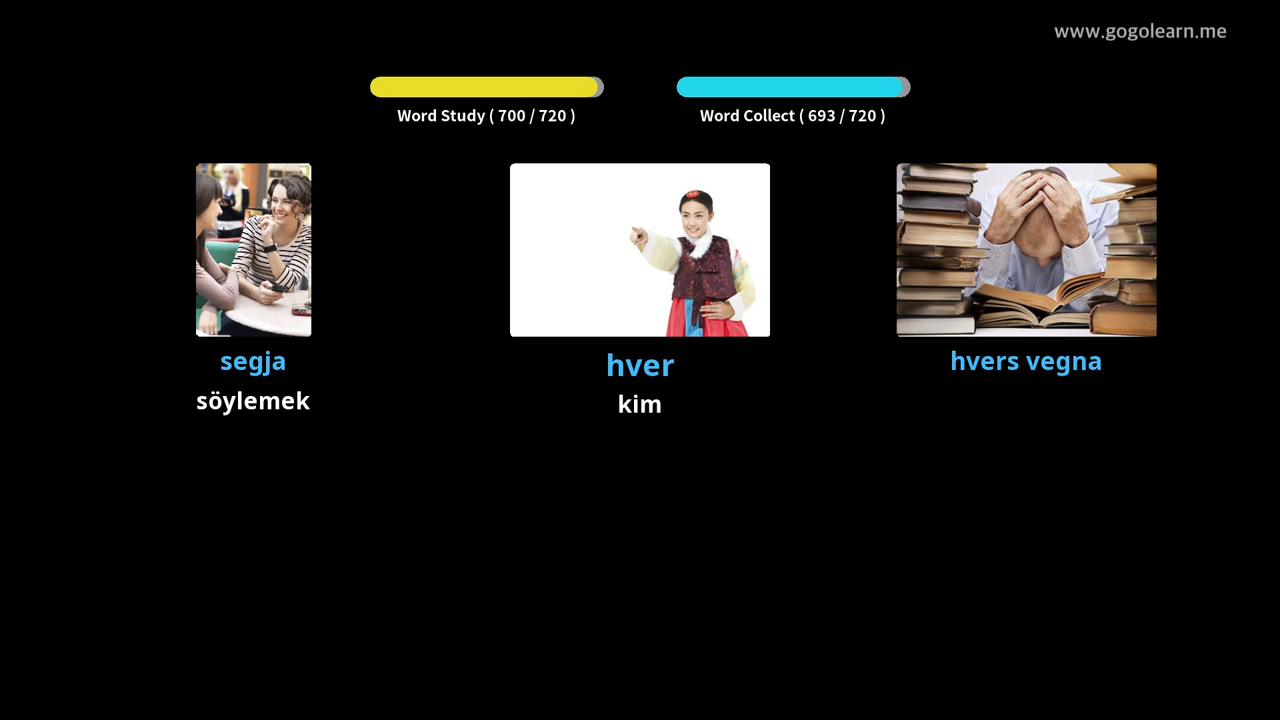 www.gogolearn.me
Word Study ( 700 / 720 )
Word Collect ( 693 / 720 )
segja
söylemek
hver
kim
hvers vegna